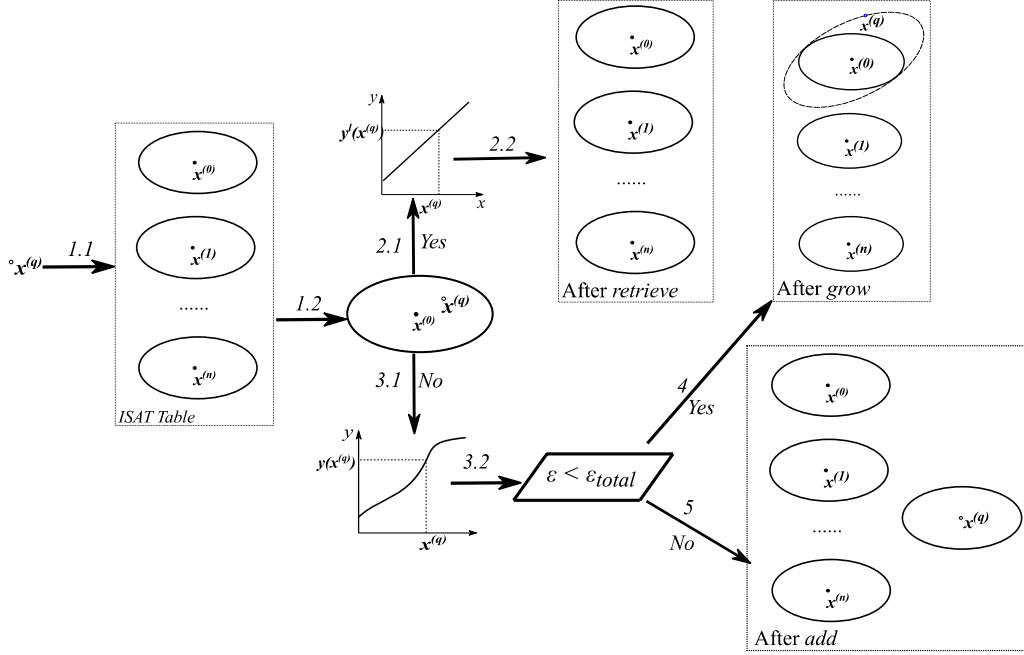 x(q)
1.1
x(0)
x(1)
......
x(n)
ISAT Table
1.2
x(q)
x(0)
2.1 Yes
y
yl(x(q))
x(q)
x
2.2
x(0)
x(1)
......
x(n)
After retrieve
3.1 No
y
y(x(q))
x(q)
3.2
ε < εtotal
4
Yes
x(q)
x(0)
x(1)
......
x(n)
After grow
5
No
x(0)
x(1)
x(q)
......
x(n)
After add